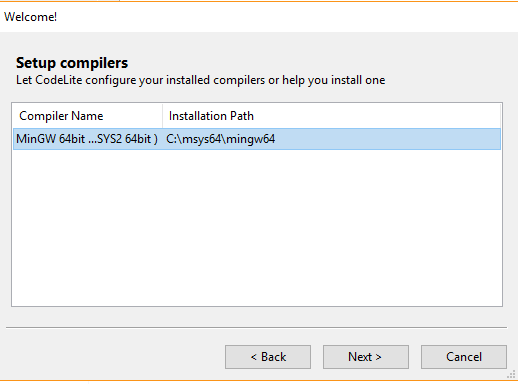 Welcome!
Setup compilers
Let CodeLite configure your installed compilers or help you install one
Compiler Name Installation Path
MinGW 64bit ...SYS2 64bit ) C:\msys64\mingw64
< Back Next > Cancel